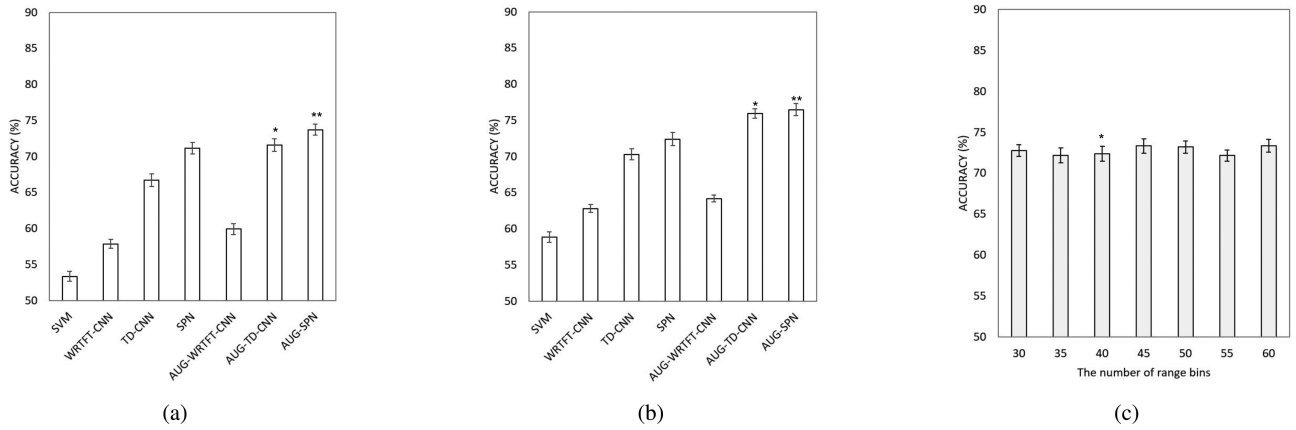 90
85
80
75
70
65
60
55
50
ACCURACY (%)
*
**
SVM
WRTFT-CNN
TD-CNN
SPN
AUG-WRTFT-CNN
AUG-TD-CNN
AUG-SPN
(a)
90
85
80
75
70
65
60
55
50
ACCURACY (%)
*
**
SVM
WRTFT-CNN
TD-CNN
SPN
AUG-WRTFT-CNN
AUG-TD-CNN
AUG-SPN
(b)
90
85
80
75
70
65
60
55
50
ACCURACY (%)
*
30 35 40 45 50 55 60
The number of range bins
(c)